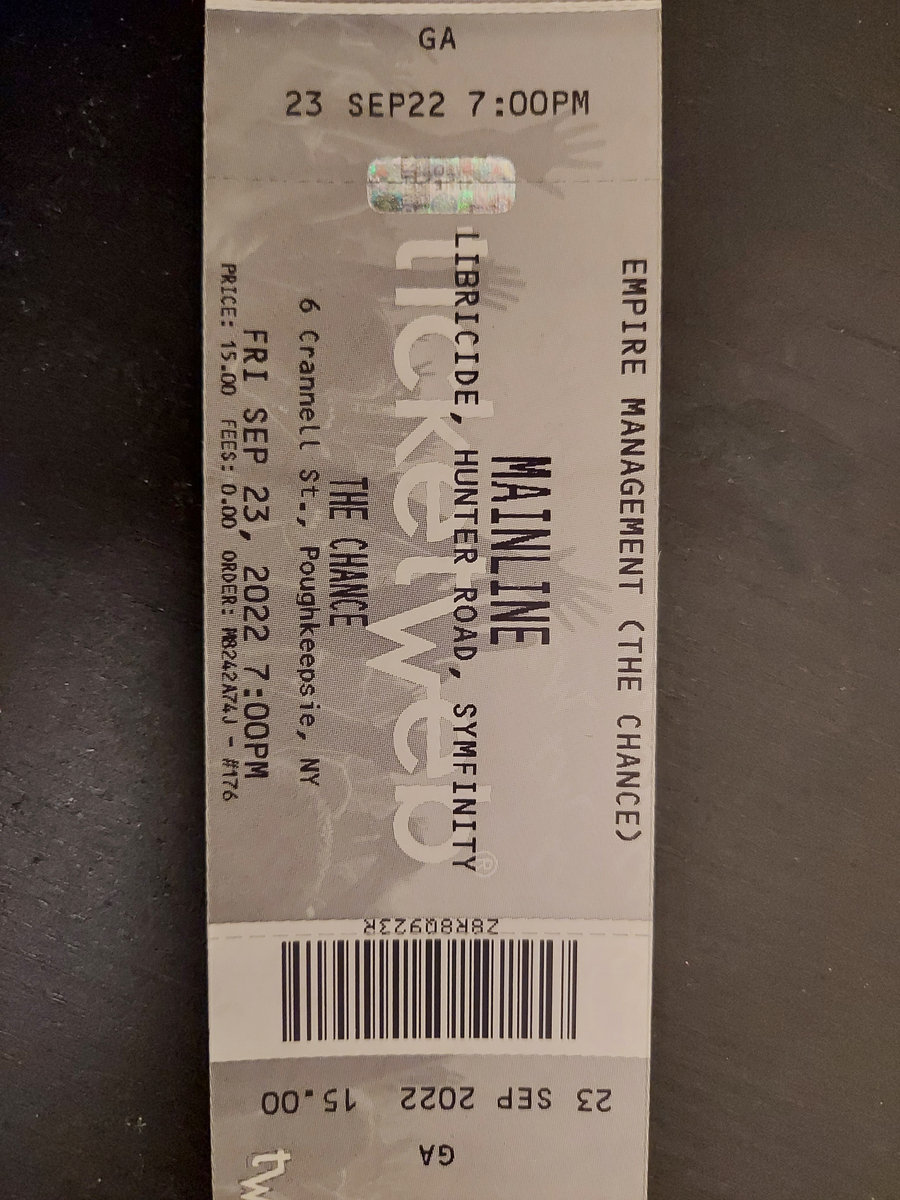 GA
23 SEP22 7:00PM
EMPIRE MANAGEMENT (THE CHANCE)
MAINLINE
LIBRICIDE, HUNTER ROAD, SYMFINITY
ticketweb®
THE CHANCE
6 Crannell St., Poughkeepsie, NY
FRI SEP 23, 2022 7:00PM
PRICE: 15.00 FEES: 0.00 ORDER: M8242A74J - #176
Z8R8Q923R
23 SEP 2022 15.00
GA
tw